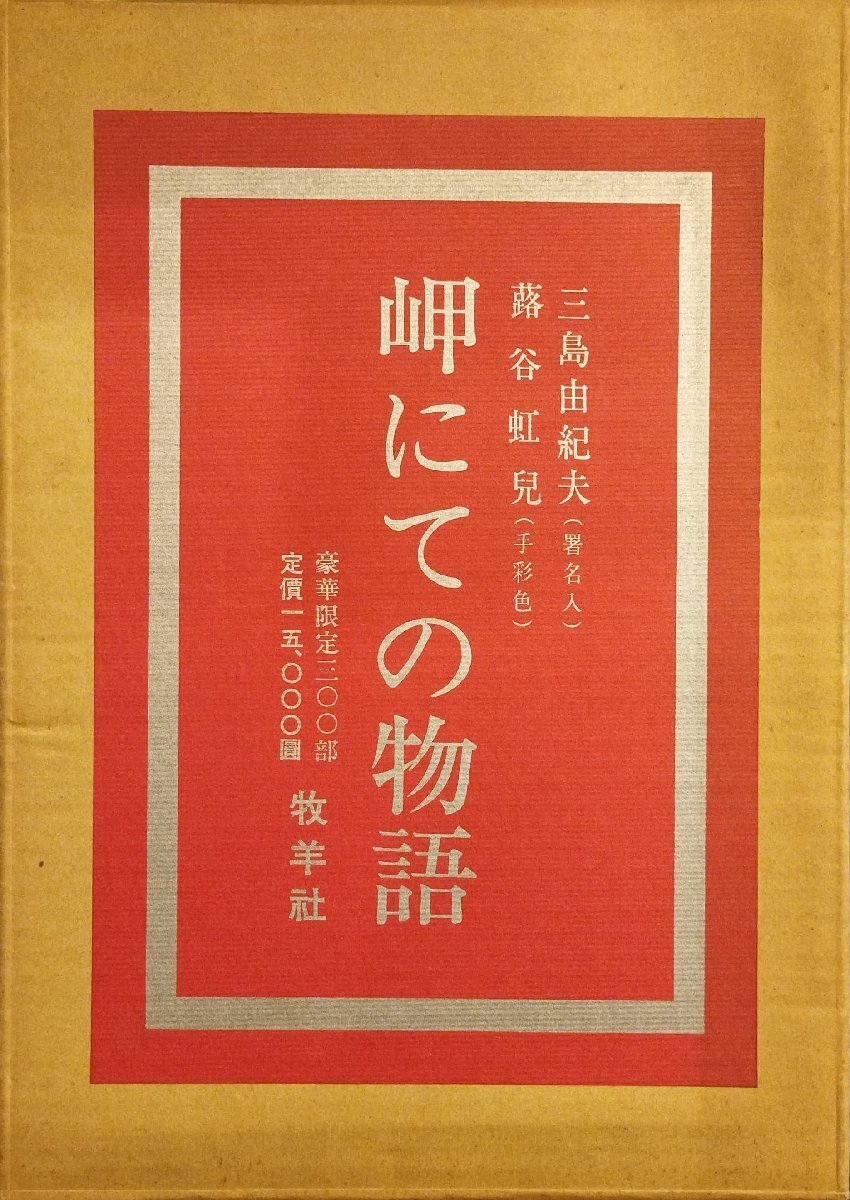 三島由紀夫（署名入）
蕗谷虹兒（手彩色）
岬にての物語
豪華限定三〇〇部
定價一五、〇〇〇圓
牧羊社